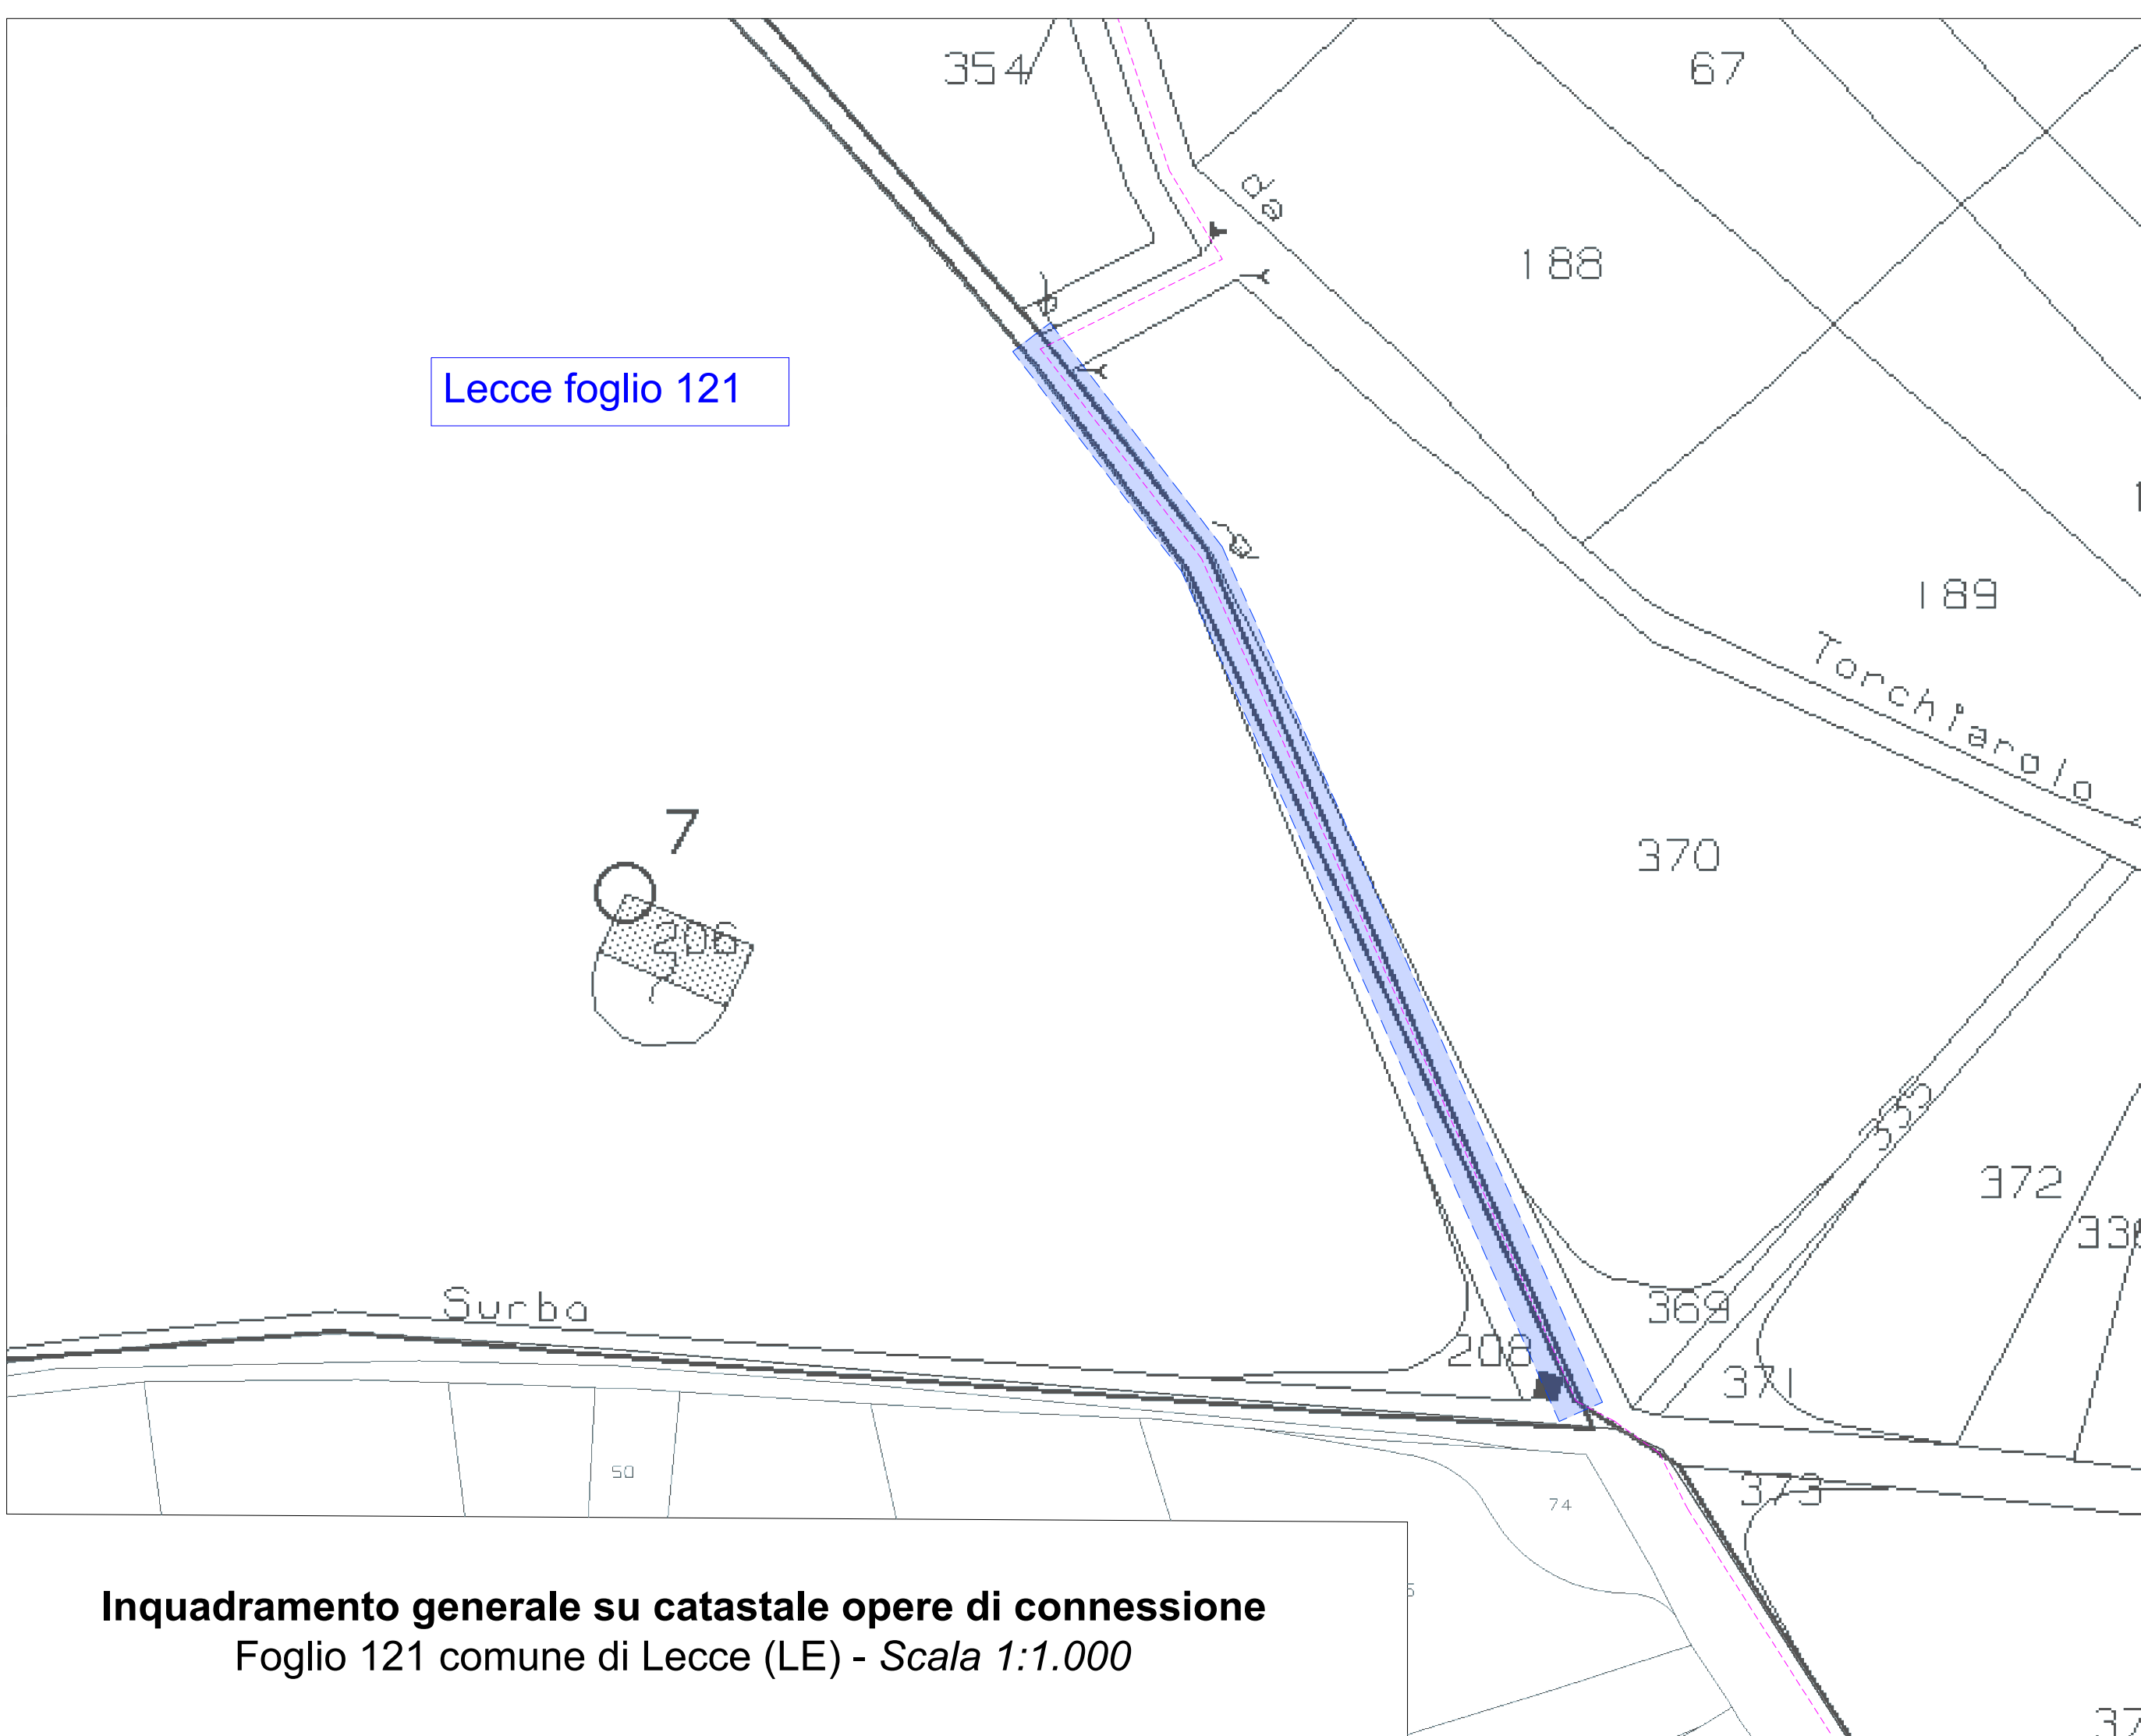 354
67
da
188
Lecce foglio 121
189
Torchiarolo
7
370
206
335
372
Surbo
369
208
371
50
373
74
Inquadramento generale su catastale opere di connessione
Foglio 121 comune di Lecce (LE) - Scala 1:1.000